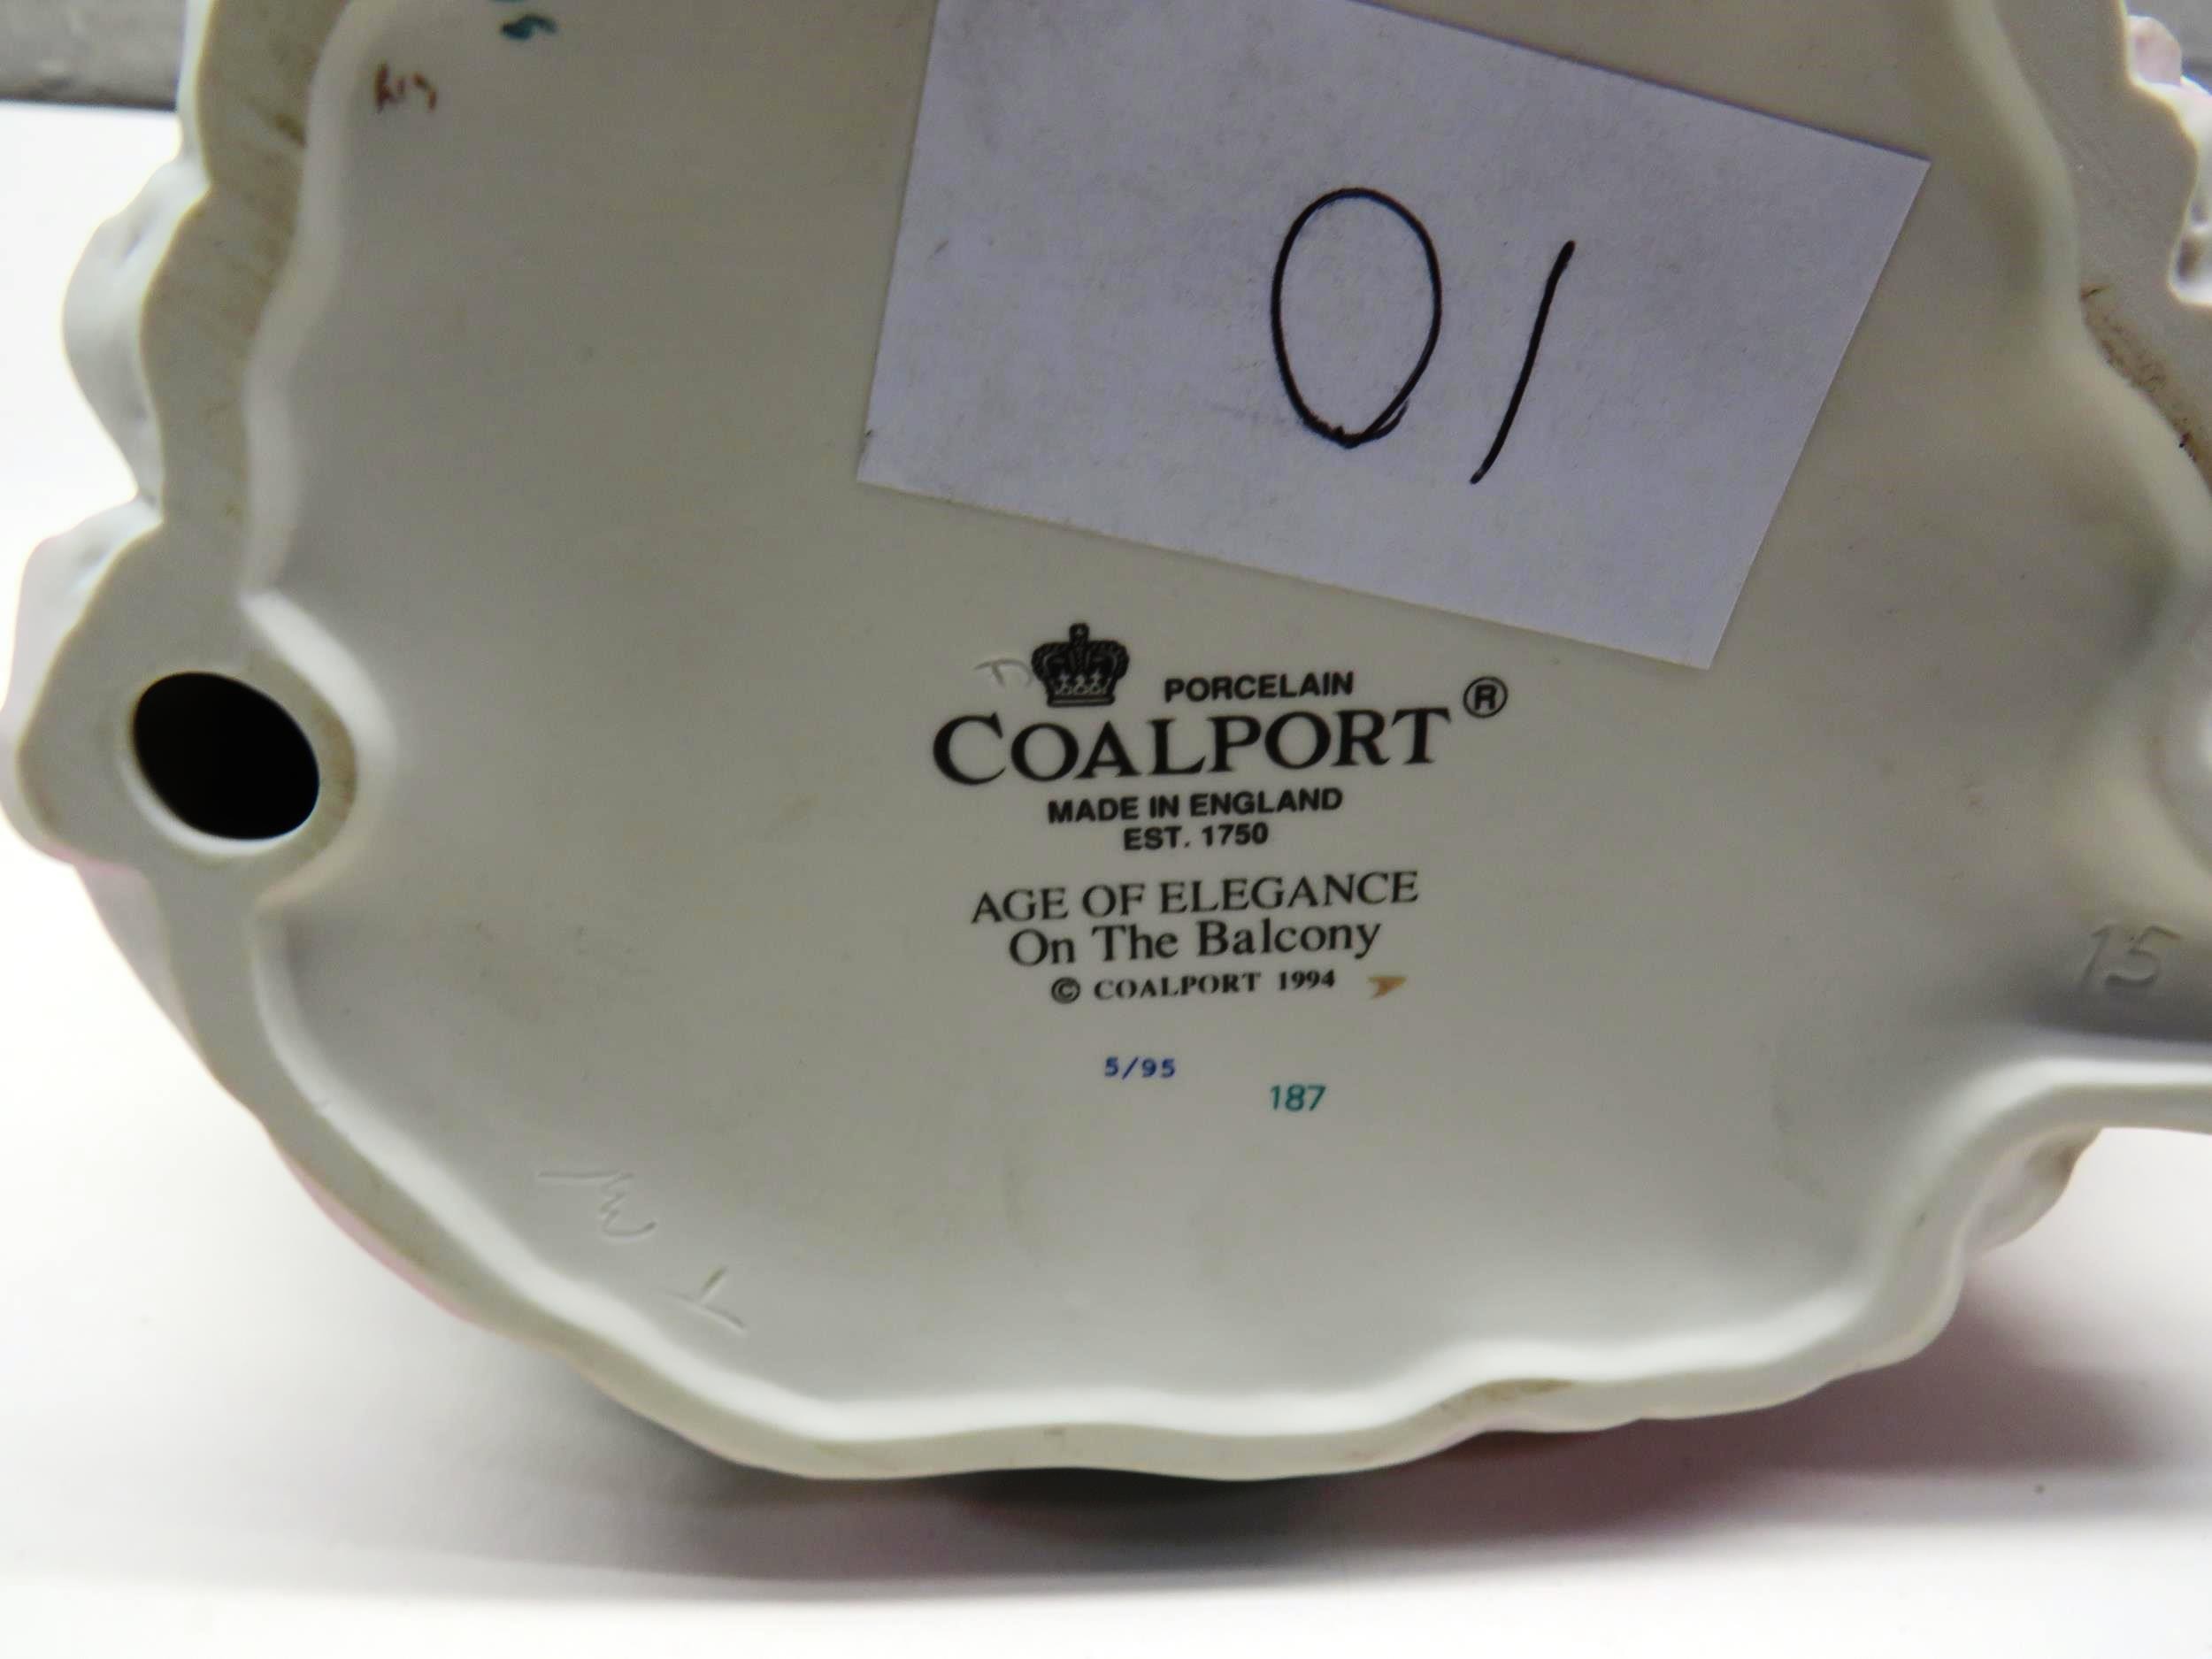 01
PORCELAIN
COALPORT ®
MADE IN ENGLAND
EST. 1750
AGE OF ELEGANCE
On The Balcony
© COALPORT 1994
5/95
187
15